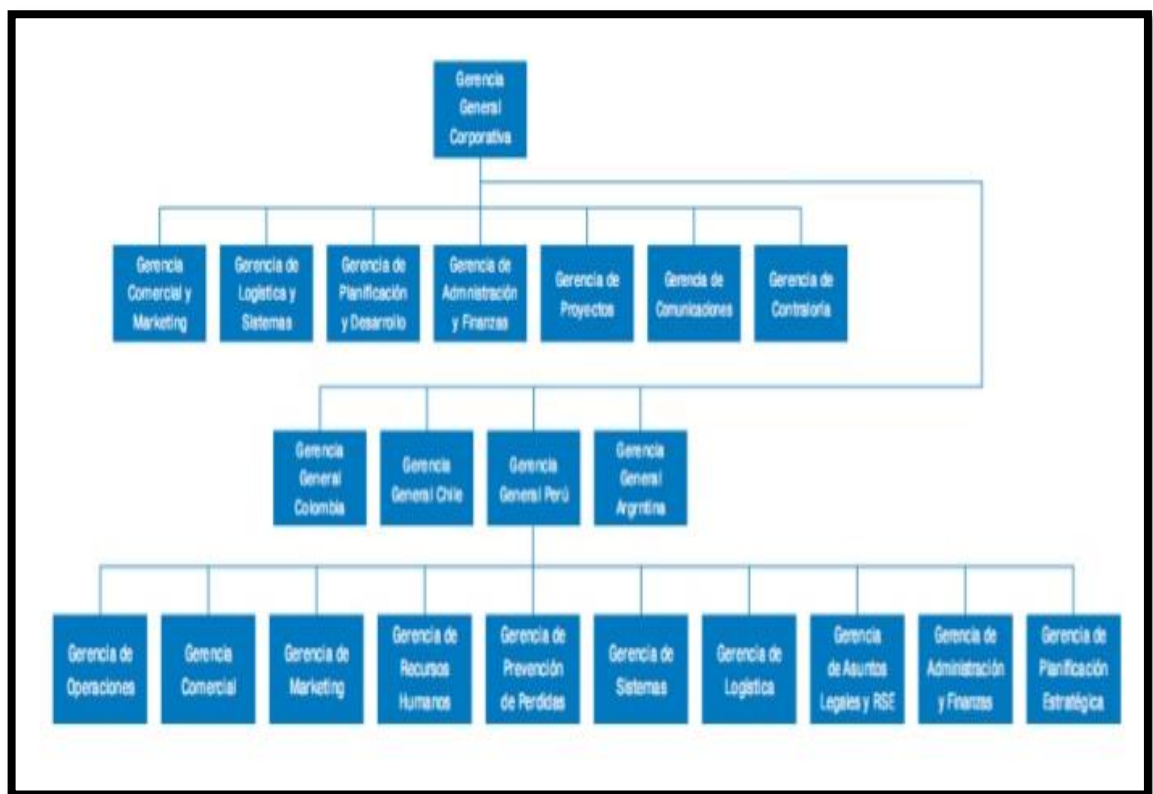 Gerencia
General
Corporativa
Gerencia
Comercial y
Marketing
Gerencia de
Logística y
Sistemas
Gerencia de
Planificación
y Desarrollo
Gerencia de
Admnistración
y Finanzas
Gerencia de
Proyectos
Gerencia de
Comunicaciones
Gerencia de
Contraloría
Gerencia
General
Colombia
Gerencia
General Chile
Gerencia
General Perú
Gerencia
General
Argrntina
Gerencia de
Operaciones
Gerencia
Comercial
Gerencia de
Marketing
Gerencia de
Recursos
Humanos
Gerencia de
Prevención
de Perdidas
Gerencia de
Sistemas
Gerencia de
Logística
Gerencia
de Asuntos
Legales y RSE
Gerencia de
Administración
y Finanzas
Gerencia de
Planificación
Estratégica